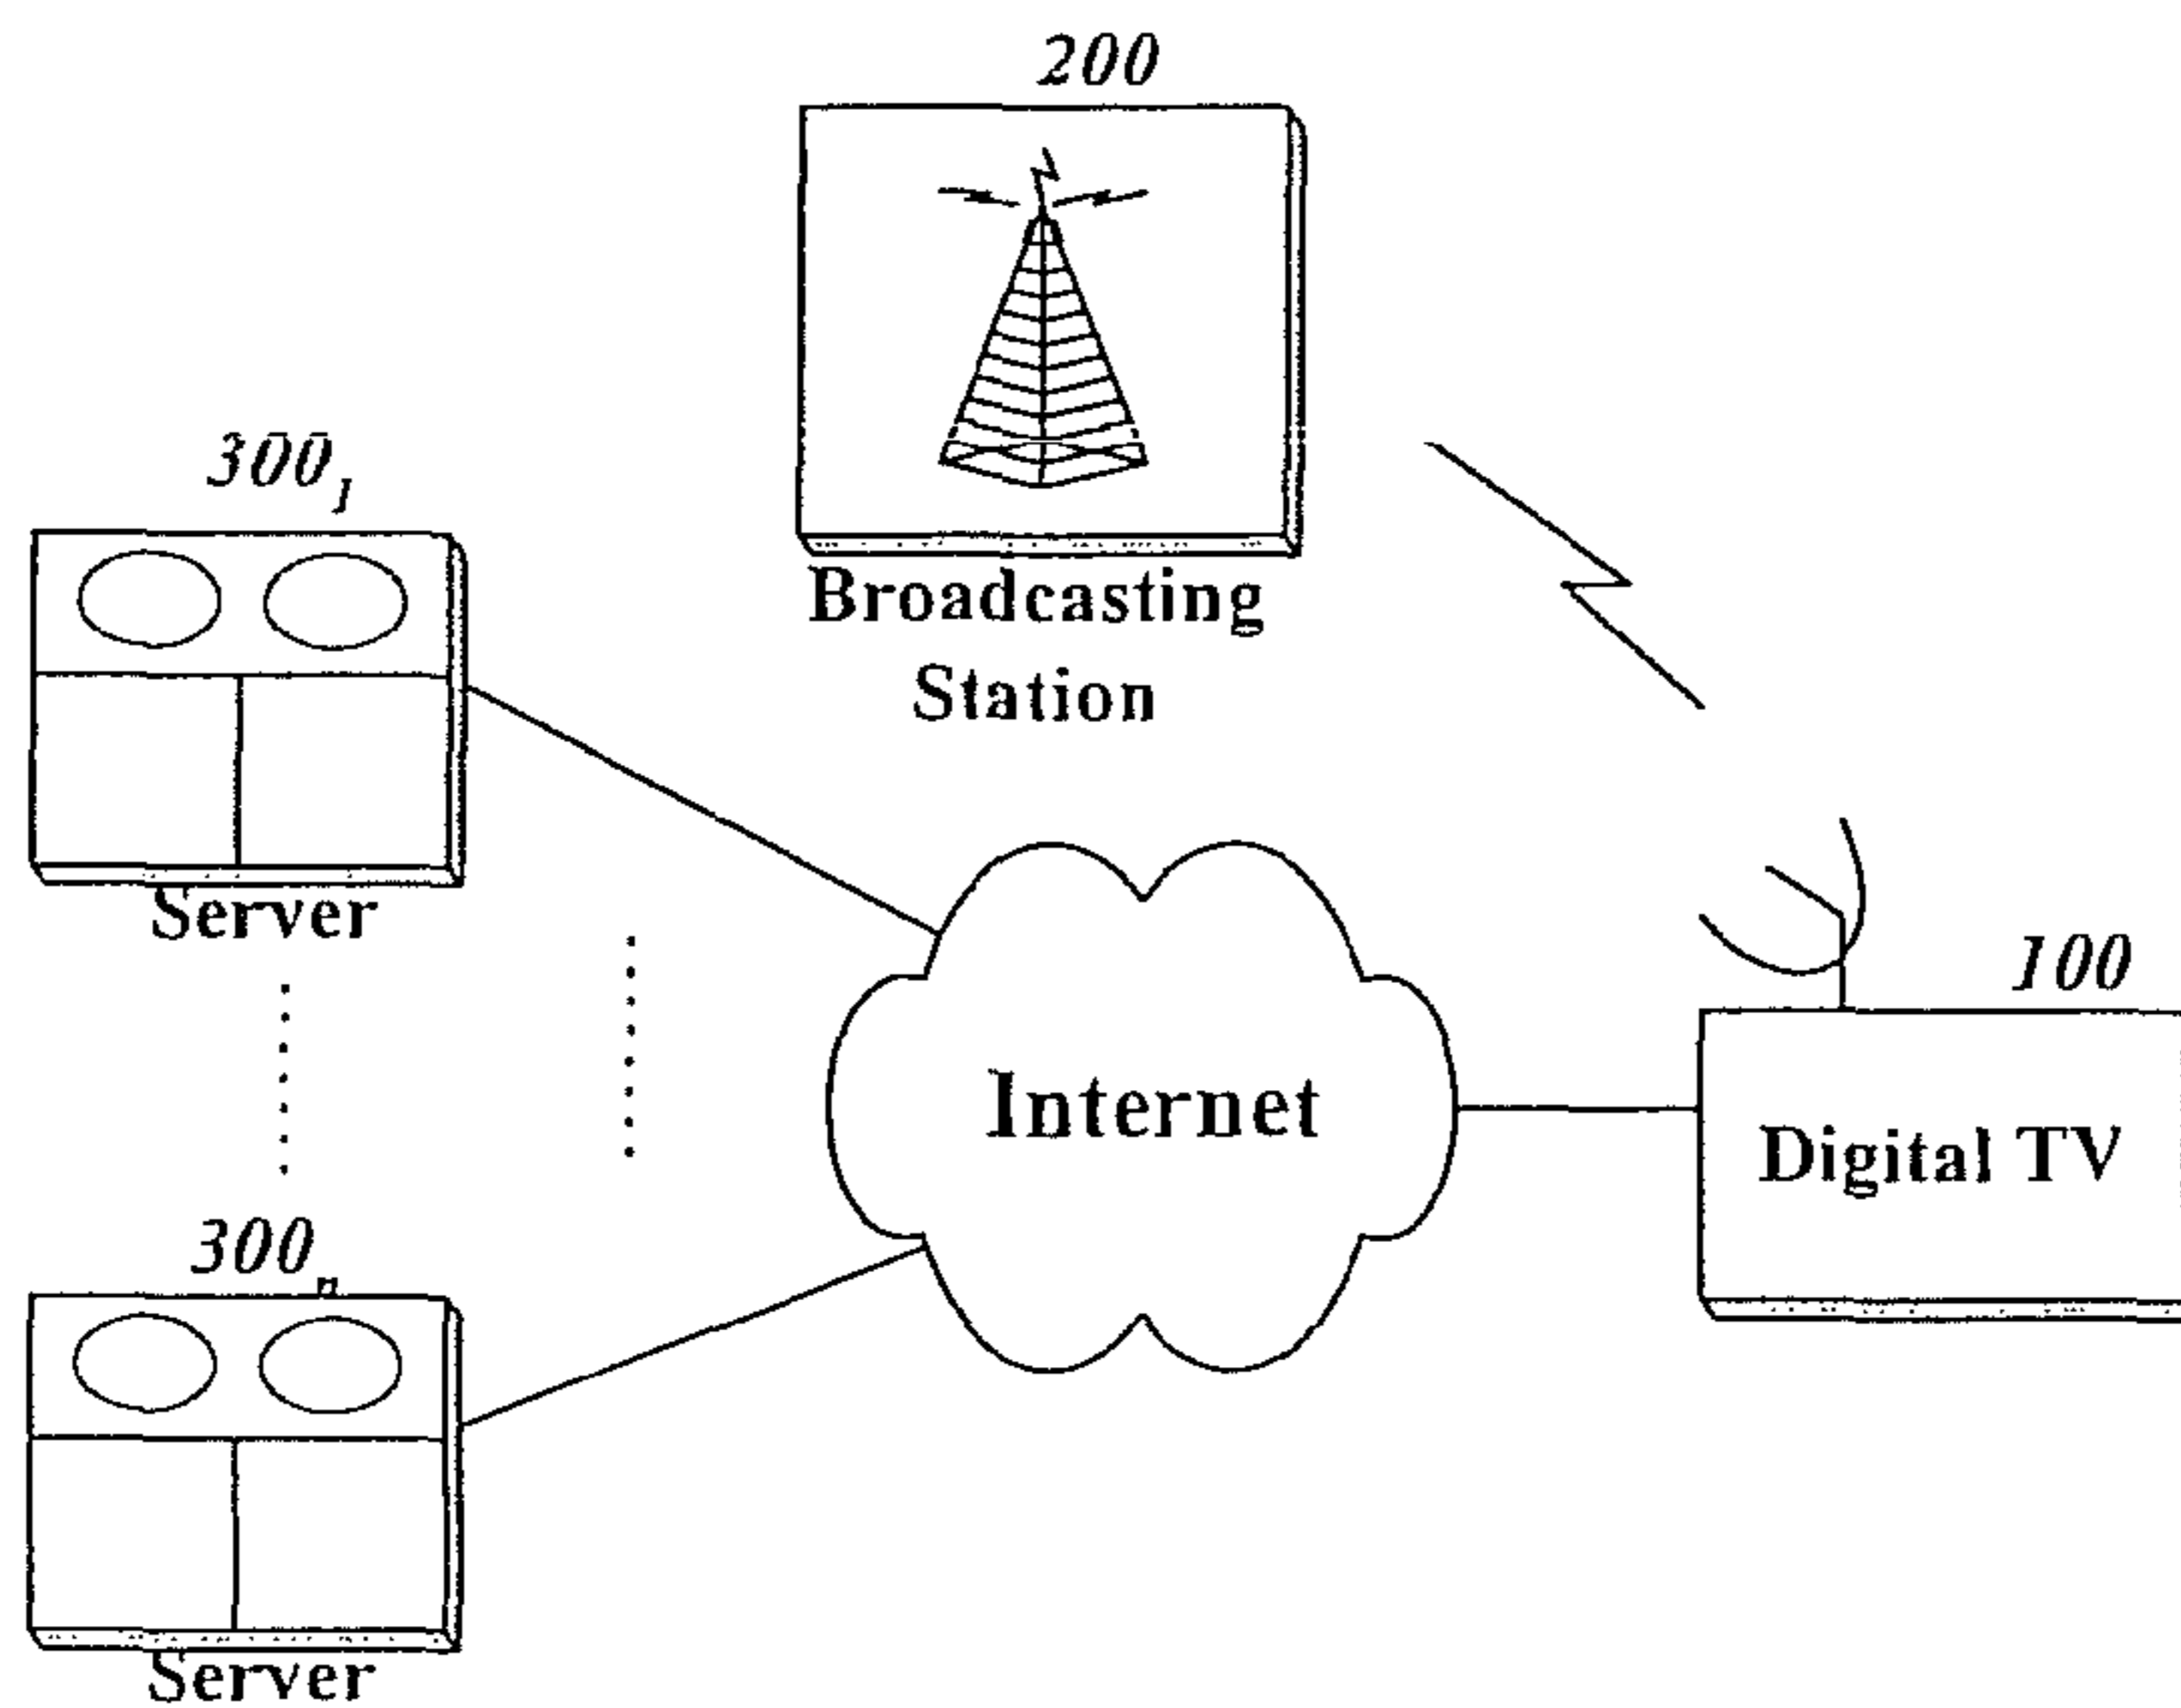 200
Broadcasting
Station
300₁
Server
Internet
100
Digital TV
300ₙ
Server